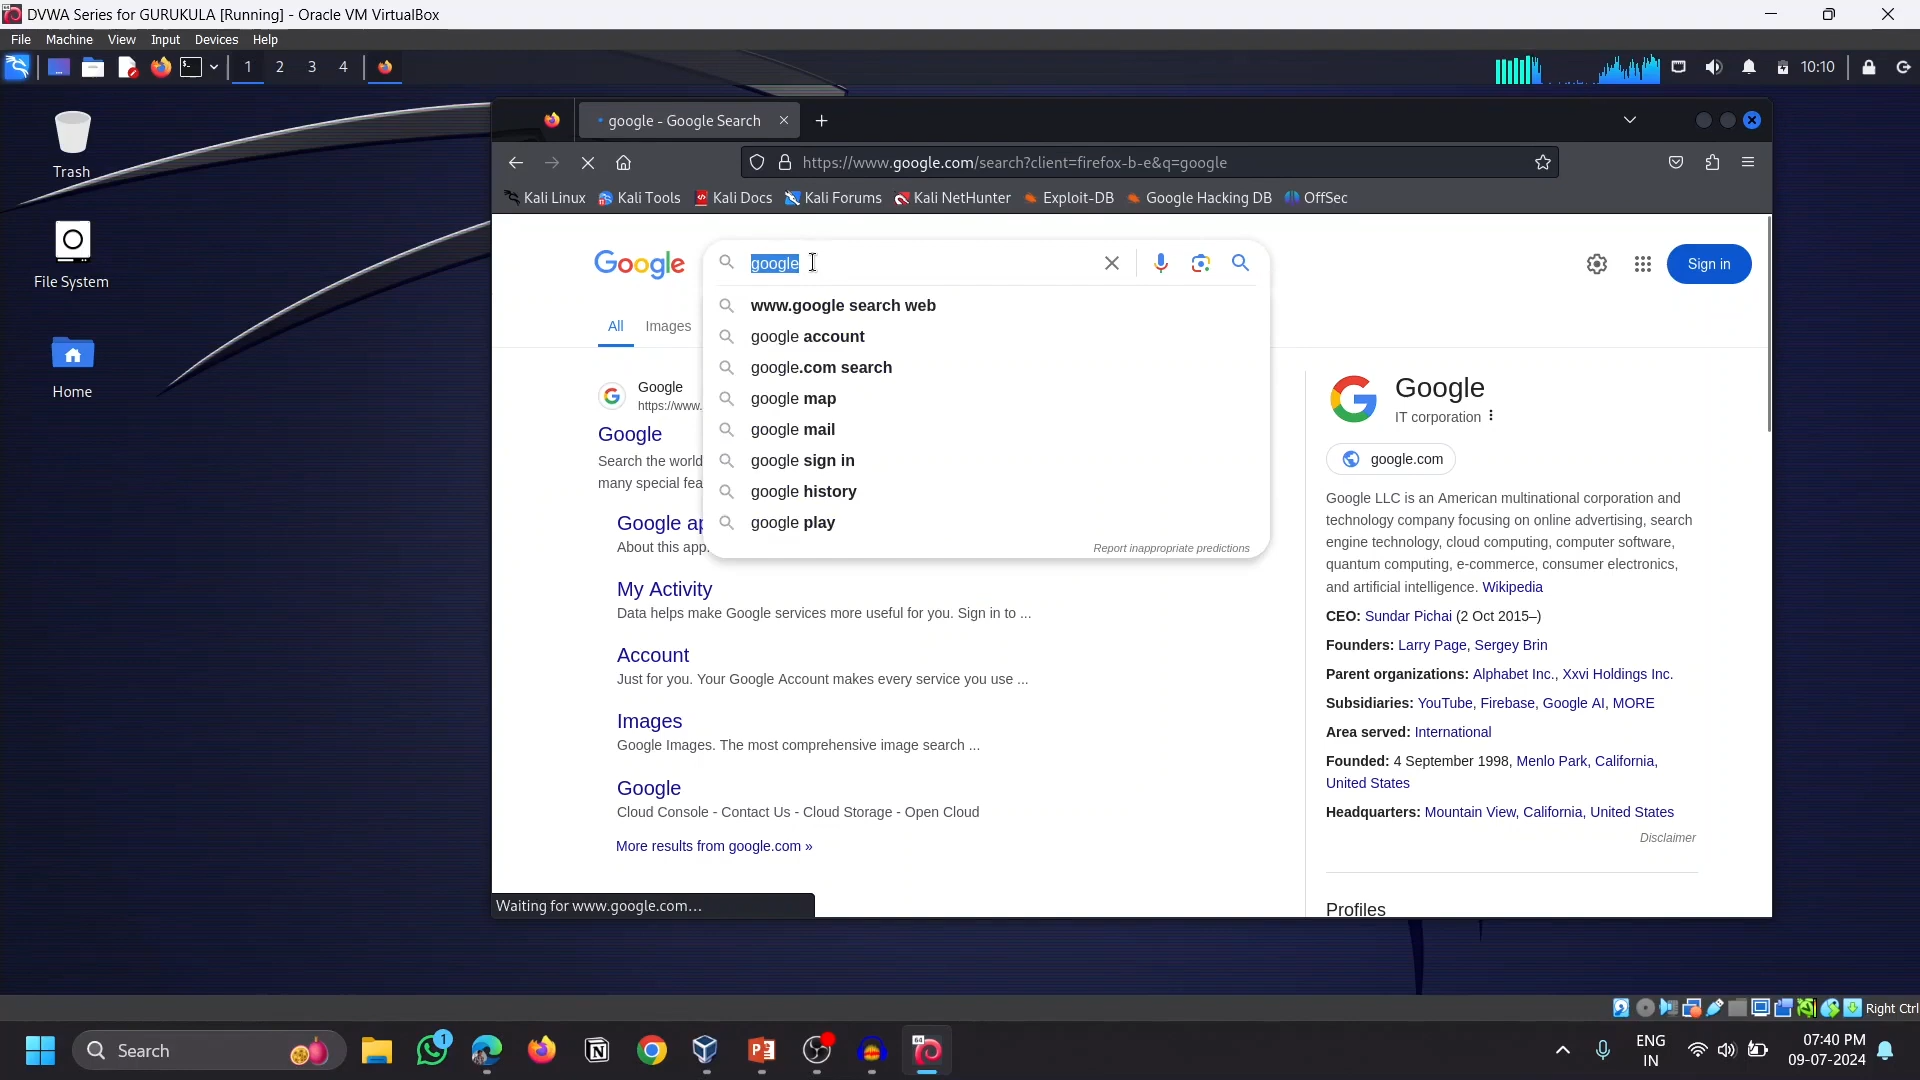 DVWA Series for GURUKULA [Running] - Oracle VM VirtualBox
File Machine View Input Devices Help
1 2 3 4
10:10
Trash
File System
Home
google - Google Search
https://www.google.com/search?client=firefox-b-e&q=google
Kali Linux Kali Tools Kali Docs Kali Forums Kali NetHunter Exploit-DB Google Hacking DB OffSec
Google
google
Sign in
www.google search web
google account
google.com search
google map
google mail
google sign in
google history
google play
Report inappropriate predictions
All Images
Google
https://www.
Google
Search the world
many special fea
Google ap
About this app.
My Activity
Data helps make Google services more useful for you. Sign in to ...
Account
Just for you. Your Google Account makes every service you use ...
Images
Google Images. The most comprehensive image search ...
Google
Cloud Console - Contact Us - Cloud Storage - Open Cloud
More results from google.com »
Google
IT corporation
google.com
Google LLC is an American multinational corporation and
technology company focusing on online advertising, search
engine technology, cloud computing, computer software,
quantum computing, e-commerce, consumer electronics,
and artificial intelligence. Wikipedia
CEO: Sundar Pichai (2 Oct 2015–)
Founders: Larry Page, Sergey Brin
Parent organizations: Alphabet Inc., Xxvi Holdings Inc.
Subsidiaries: YouTube, Firebase, Google AI, MORE
Area served: International
Founded: 4 September 1998, Menlo Park, California,
United States
Headquarters: Mountain View, California, United States
Disclaimer
Profiles
Waiting for www.google.com...
Right Ctrl
Search
1
64
ENG
IN
07:40 PM
09-07-2024